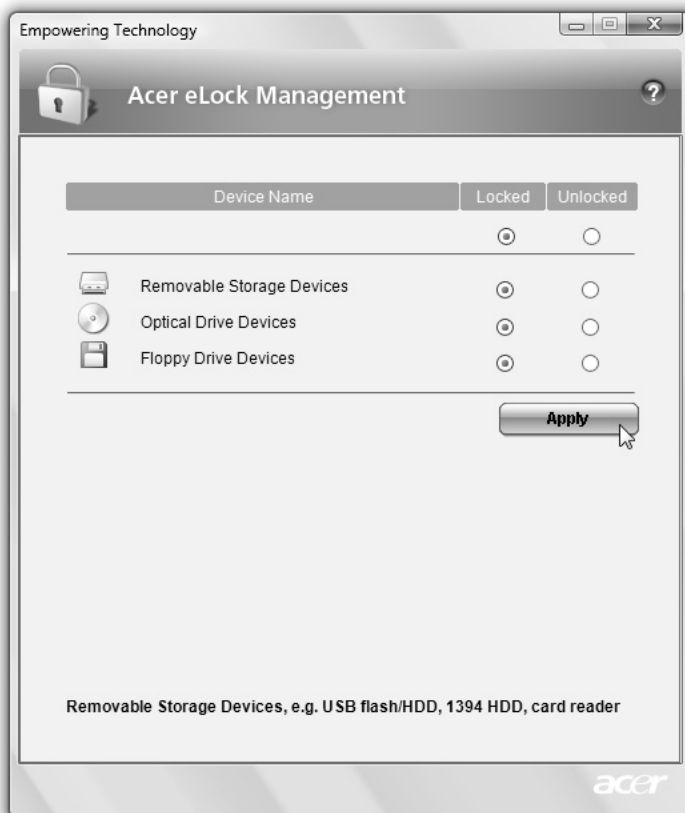 Empowering Technology
Acer eLock Management
?
Device Name Locked Unlocked
Removable Storage Devices
Optical Drive Devices
Floppy Drive Devices
Apply
Removable Storage Devices, e.g. USB flash/HDD, 1394 HDD, card reader
acer